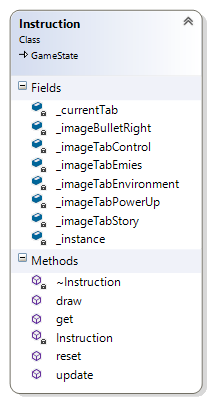 Instruction
Class
GameState
Fields
_currentTab
_imageBulletRight
_imageTabControl
_imageTabEmies
_imageTabEnvironment
_imageTabPowerUp
_imageTabStory
_instance
Methods
~Instruction
draw
get
Instruction
reset
update